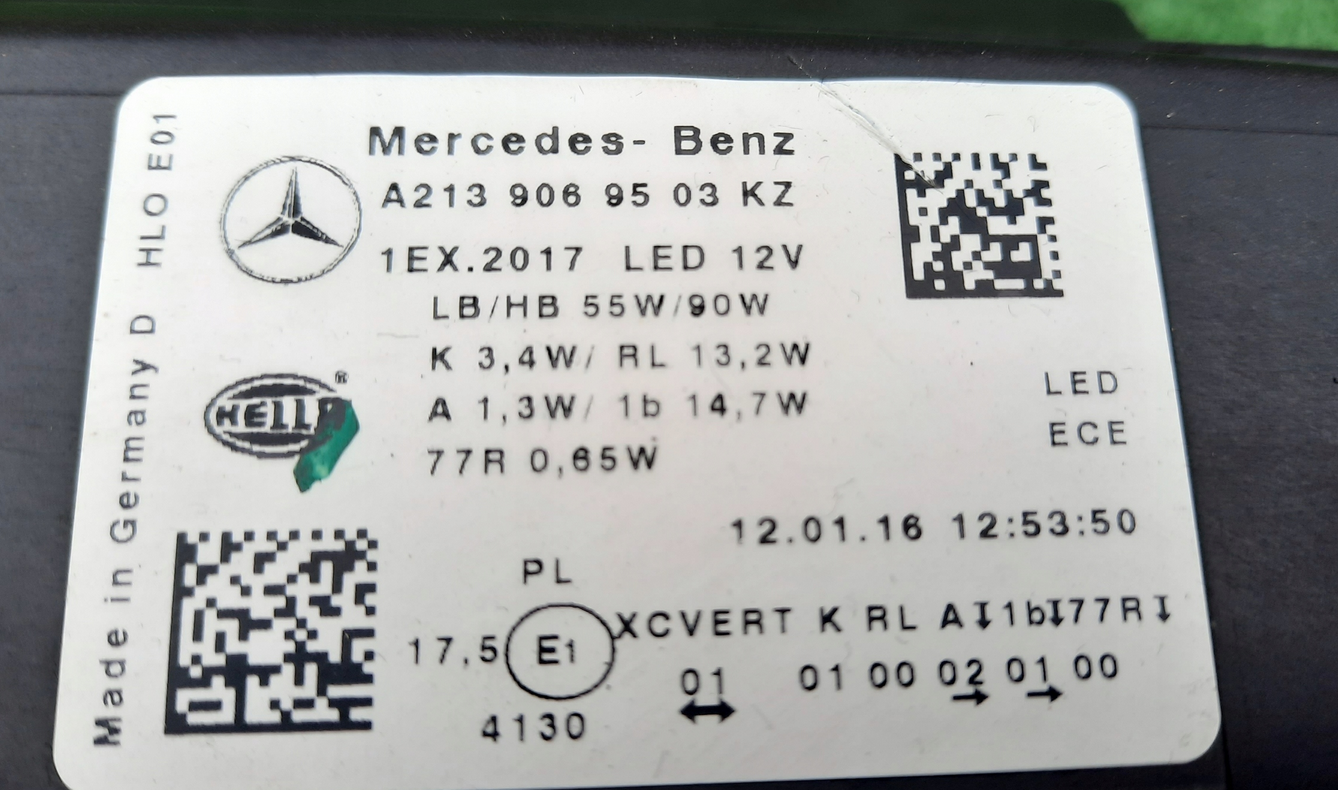 Mercedes- Benz
A213 906 95 03 KZ
1EX.2017 LED 12V
LB/HB 55W/90W
K 3,4W/ RL 13,2W
A 1,3W/ 1b 14,7W
77R 0,65W
HELLA
®
LED
ECE
12.01.16 12:53:50
PL
17,5 E1 XCVERT K RL A↧1b↧77R↧
01 01 00 02 01 00
4130
Made in Germany D HLO E01